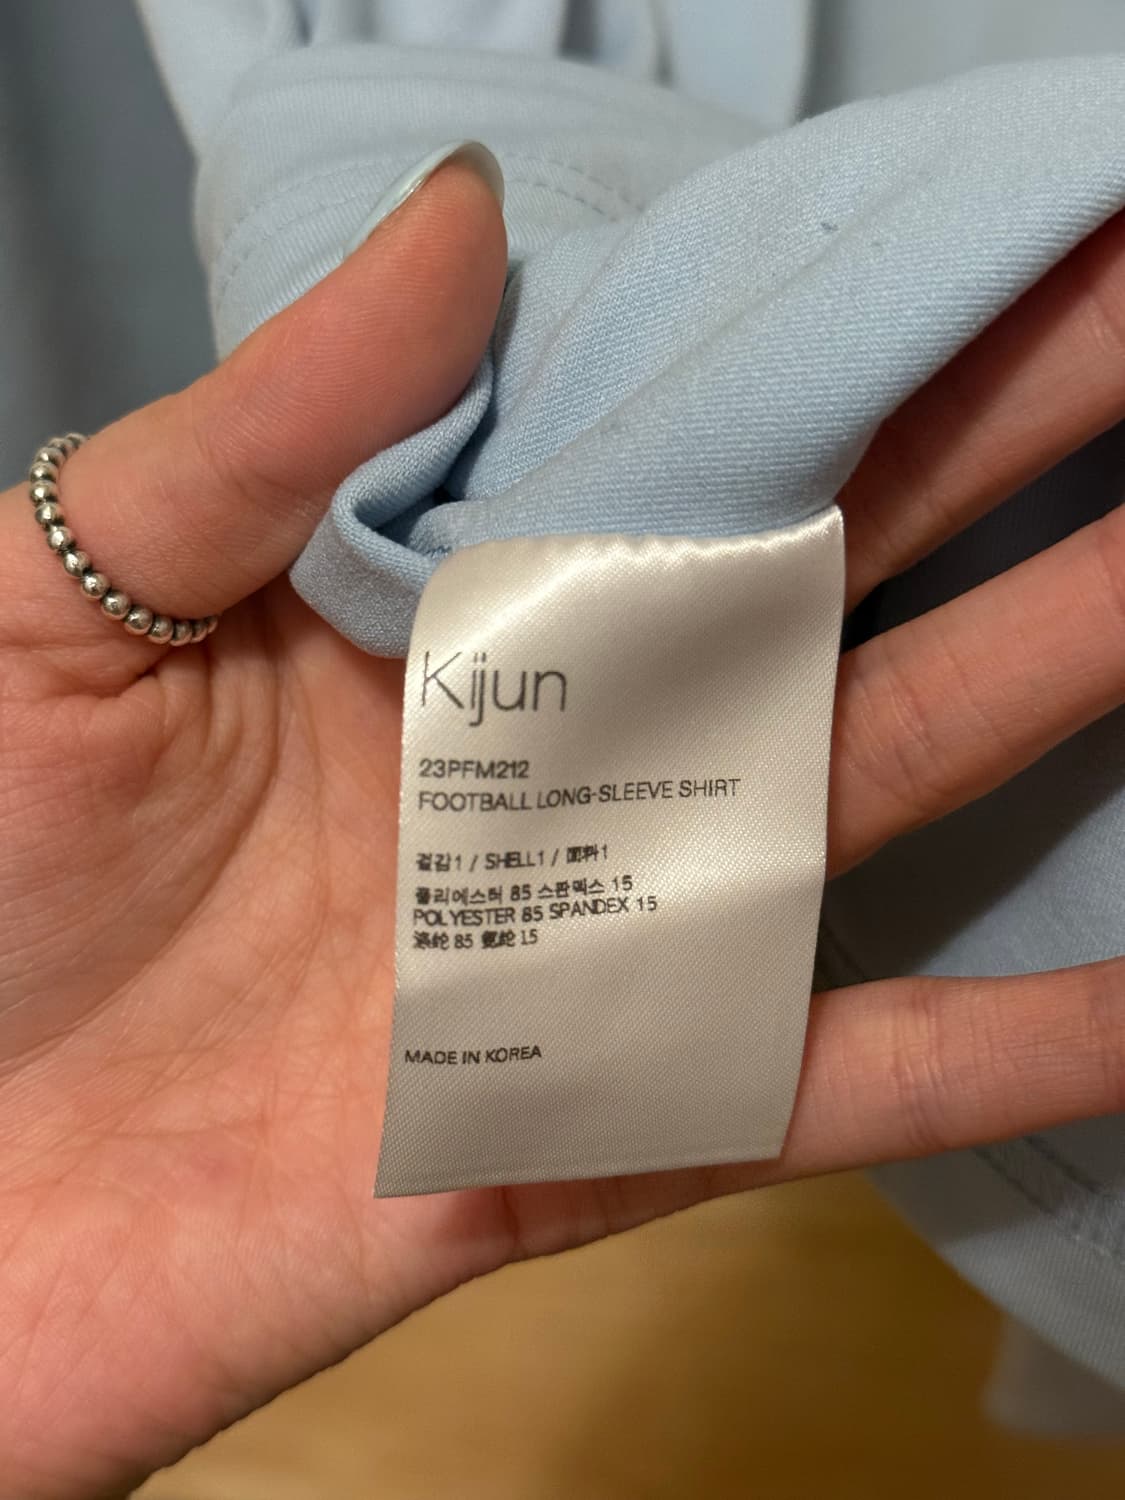 Kijun
23PFM212
FOOTBALL LONG-SLEEVE SHIRT
겉감1 / SHELL1 / 面料1
폴리에스터 85 스판덱스 15
POLYESTER 85 SPANDEX 15
涤纶 85 氨纶 15
MADE IN KOREA